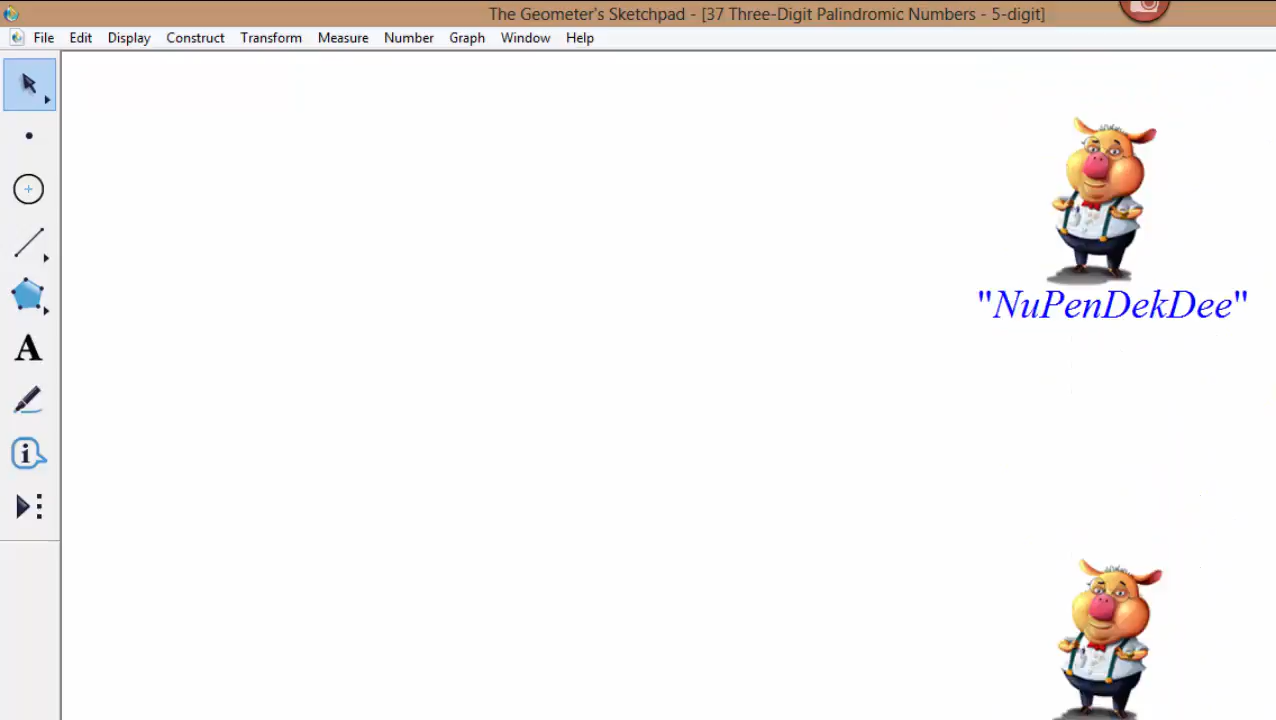 The Geometer's Sketchpad - [37 Three-Digit Palindromic Numbers - 5-digit]
File Edit Display Construct Transform Measure Number Graph Window Help
"NuPenDekDee"
A
i